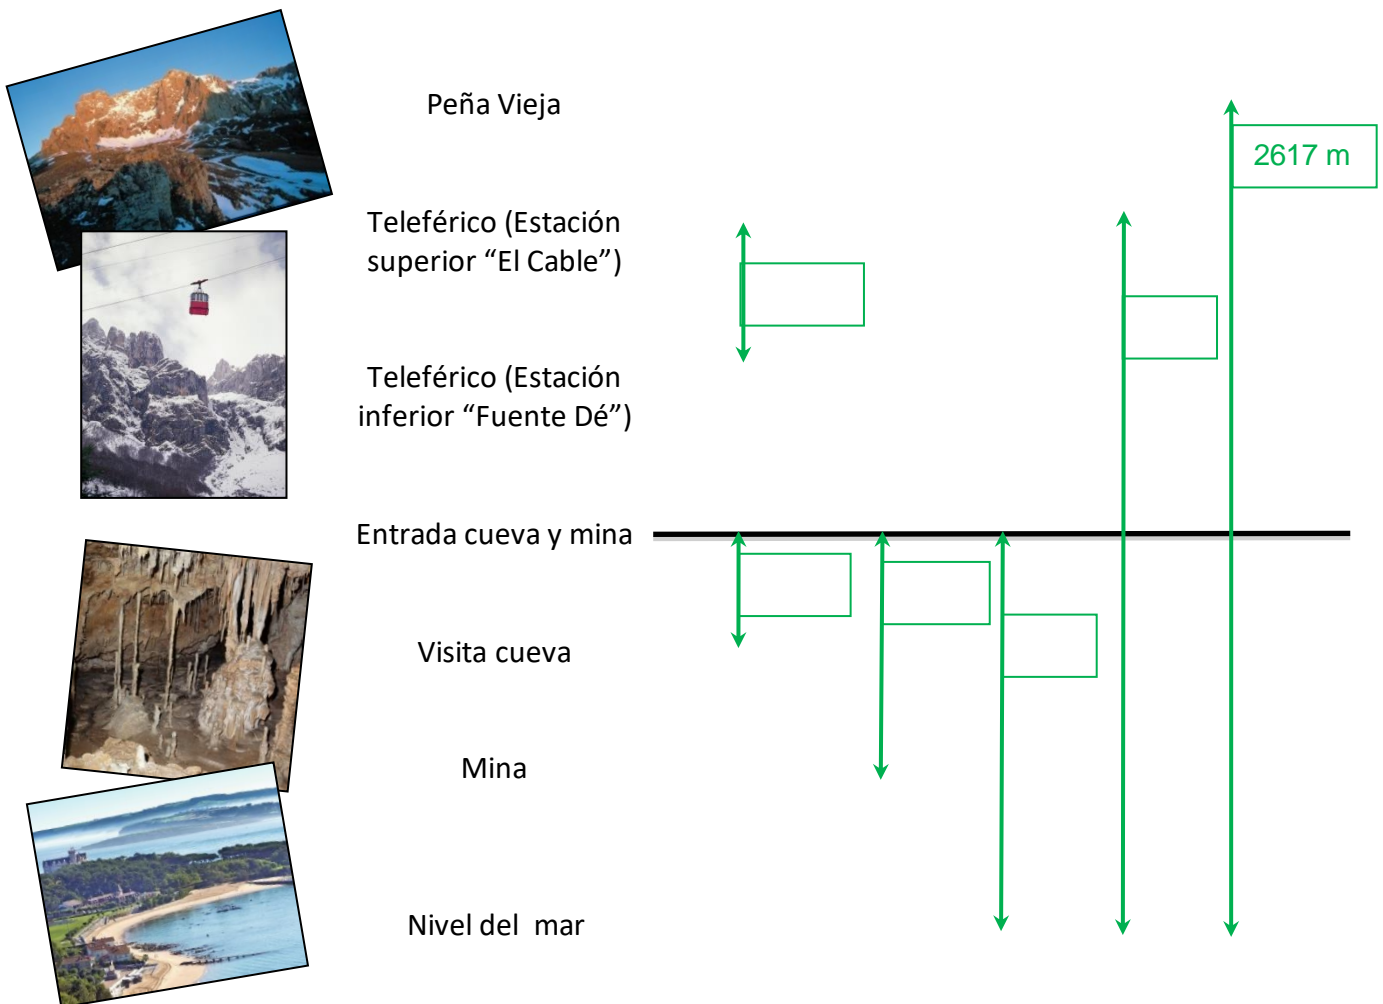 Peña Vieja
2617 m
Teleférico (Estación
superior “El Cable”)
Teleférico (Estación
inferior “Fuente Dé”)
Entrada cueva y mina
Visita cueva
Mina
Nivel del  mar